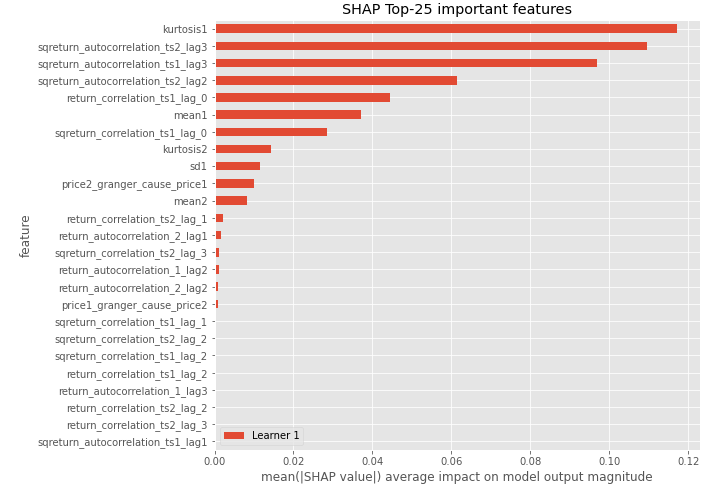 SHAP Top-25 important features
feature
kurtosis1
sqreturn_autocorrelation_ts2_lag3
sqreturn_autocorrelation_ts1_lag3
sqreturn_autocorrelation_ts2_lag2
return_correlation_ts1_lag_0
mean1
sqreturn_correlation_ts1_lag_0
kurtosis2
sd1
price2_granger_cause_price1
mean2
return_correlation_ts2_lag_1
return_autocorrelation_2_lag1
sqreturn_correlation_ts2_lag_3
return_autocorrelation_1_lag2
return_autocorrelation_2_lag2
price1_granger_cause_price2
sqreturn_correlation_ts1_lag_1
sqreturn_correlation_ts2_lag_2
sqreturn_correlation_ts1_lag_2
return_correlation_ts1_lag_2
return_autocorrelation_1_lag3
return_correlation_ts2_lag_2
return_correlation_ts2_lag_3
sqreturn_autocorrelation_ts1_lag1
Learner 1
0.00 0.02 0.04 0.06 0.08 0.10 0.12
mean(|SHAP value|) average impact on model output magnitude